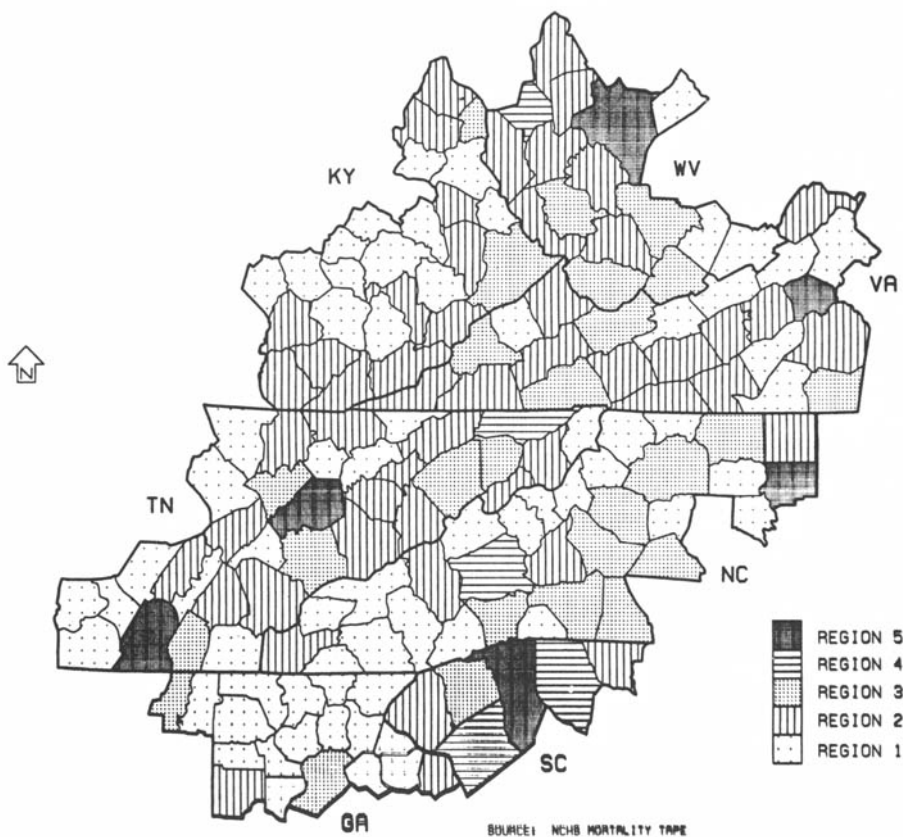 KY
WV
VA
N
TN
NC
REGION 5
REGION 4
REGION 3
REGION 2
REGION 1
SC
GA
SOURCE: NCHS MORTALITY TAPE